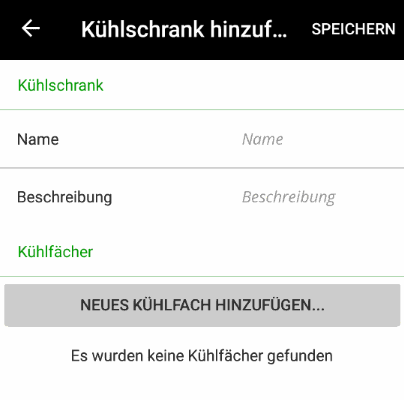 Kühlschrank hinzuf... SPEICHERN
Kühlschrank
Name Name
Beschreibung Beschreibung
Kühlfächer
NEUES KÜHLFACH HINZUFÜGEN...
Es wurden keine Kühlfächer gefunden